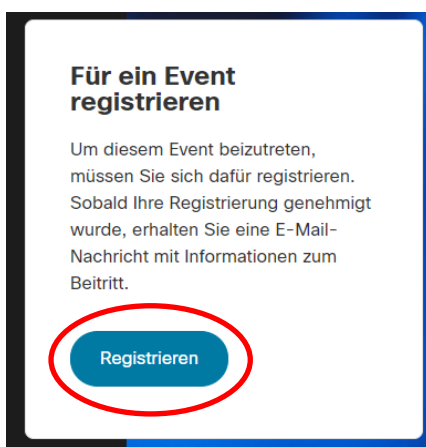 Für ein Event
registrieren
Um diesem Event beizutreten,
müssen Sie sich dafür registrieren.
Sobald Ihre Registrierung genehmigt
wurde, erhalten Sie eine E-Mail-
Nachricht mit Informationen zum
Beitritt.
Registrieren